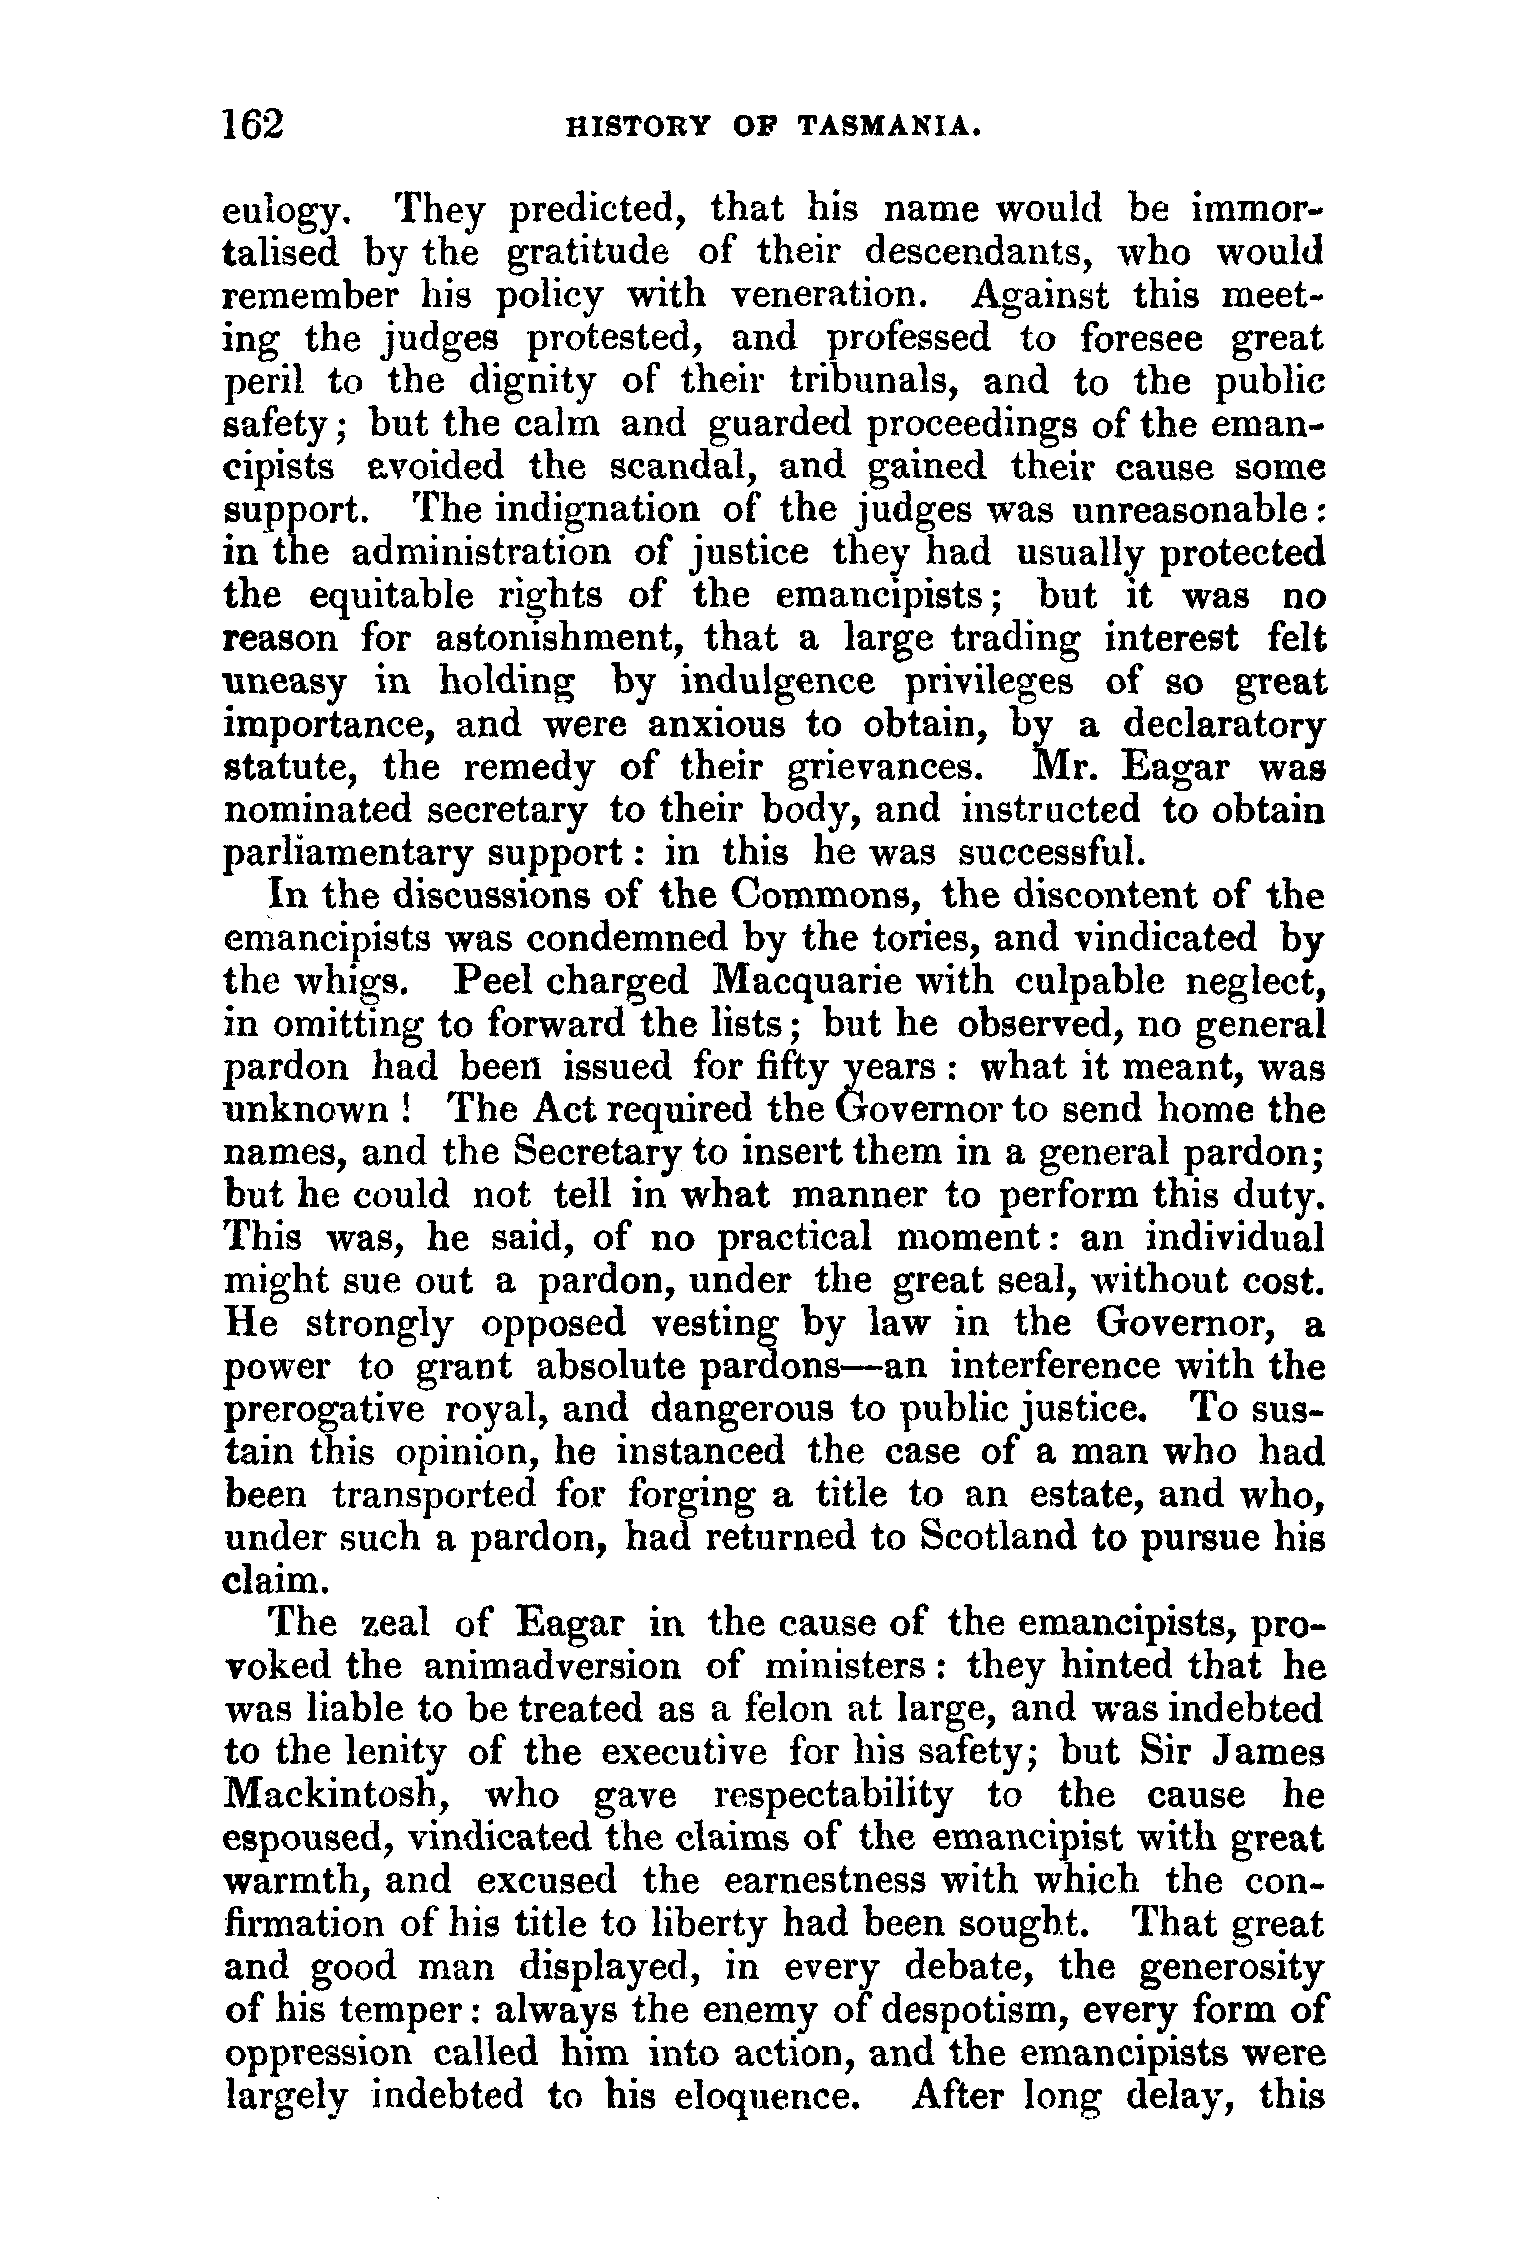 162 HISTORY OF TASMANIA.
eulogy. They predicted, that his name would be immor-
talised by the gratitude of their descendants, who would
remember his policy with veneration. Against this meet-
ing the judges protested, and professed to foresee great
peril to the dignity of their tribunals, and to the public
safety; but the calm and guarded proceedings of the eman-
cipists avoided the scandal, and gained their cause some
support. The indignation of the judges was unreasonable:
in the administration of justice they had usually protected
the equitable rights of the emancipists; but it was no
reason for astonishment, that a large trading interest felt
uneasy in holding by indulgence privileges of so great
importance, and were anxious to obtain, by a declaratory
statute, the remedy of their grievances. Mr. Eagar was
nominated secretary to their body, and instructed to obtain
parliamentary support: in this he was successful.
In the discussions of the Commons, the discontent of the
emancipists was condemned by the tories, and vindicated by
the whigs. Peel charged Macquarie with culpable neglect,
in omitting to forward the lists; but he observed, no general
pardon had been issued for fifty years: what it meant, was
unknown! The Act required the Governor to send home the
names, and the Secretary to insert them in a general pardon;
but he could not tell in what manner to perform this duty.
This was, he said, of no practical moment: an individual
might sue out a pardon, under the great seal, without cost.
He strongly opposed vesting by law in the Governor, a
power to grant absolute pardons—an interference with the
prerogative royal, and dangerous to public justice. To sus-
tain this opinion, he instanced the case of a man who had
been transported for forging a title to an estate, and who,
under such a pardon, had returned to Scotland to pursue his
claim.
The zeal of Eagar in the cause of the emancipists, pro-
voked the animadversion of ministers: they hinted that he
was liable to be treated as a felon at large, and was indebted
to the lenity of the executive for his safety; but Sir James
Mackintosh, who gave respectability to the cause he
espoused, vindicated the claims of the emancipist with great
warmth, and excused the earnestness with which the con-
firmation of his title to liberty had been sought. That great
and good man displayed, in every debate, the generosity
of his temper: always the enemy of despotism, every form of
oppression called him into action, and the emancipists were
largely indebted to his eloquence. After long delay, this